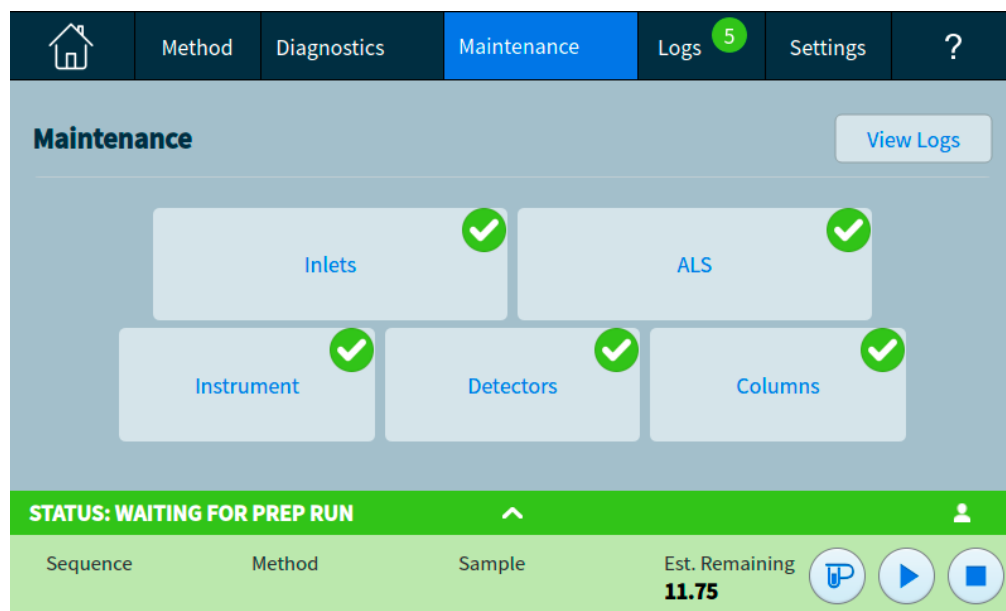 Method Diagnostics Maintenance Logs 5 Settings ?
Maintenance View Logs
Inlets ALS
Instrument Detectors Columns
STATUS: WAITING FOR PREP RUN
Sequence Method Sample Est. Remaining
11.75